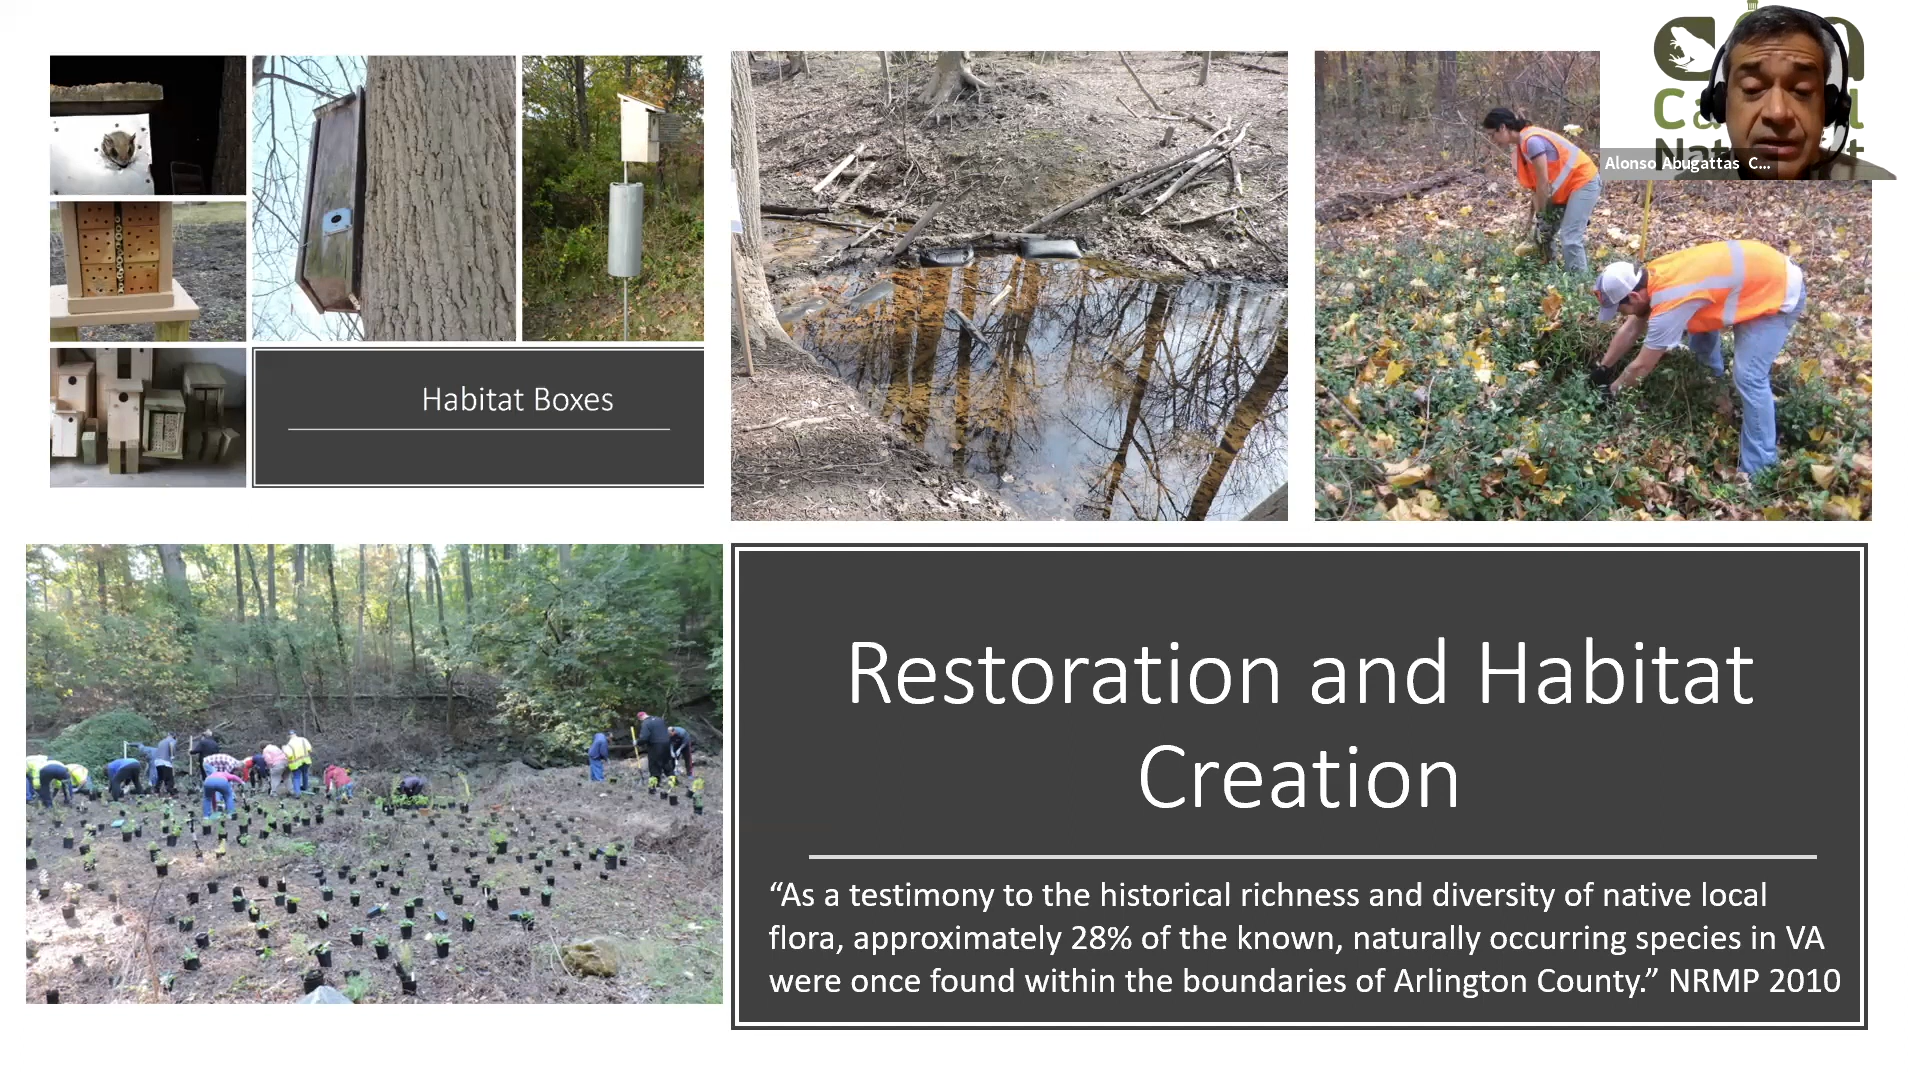 Alonso Abugattas C...
Habitat Boxes
Restoration and Habitat
Creation
“As a testimony to the historical richness and diversity of native local
flora, approximately 28% of the known, naturally occurring species in VA
were once found within the boundaries of Arlington County.” NRMP 2010